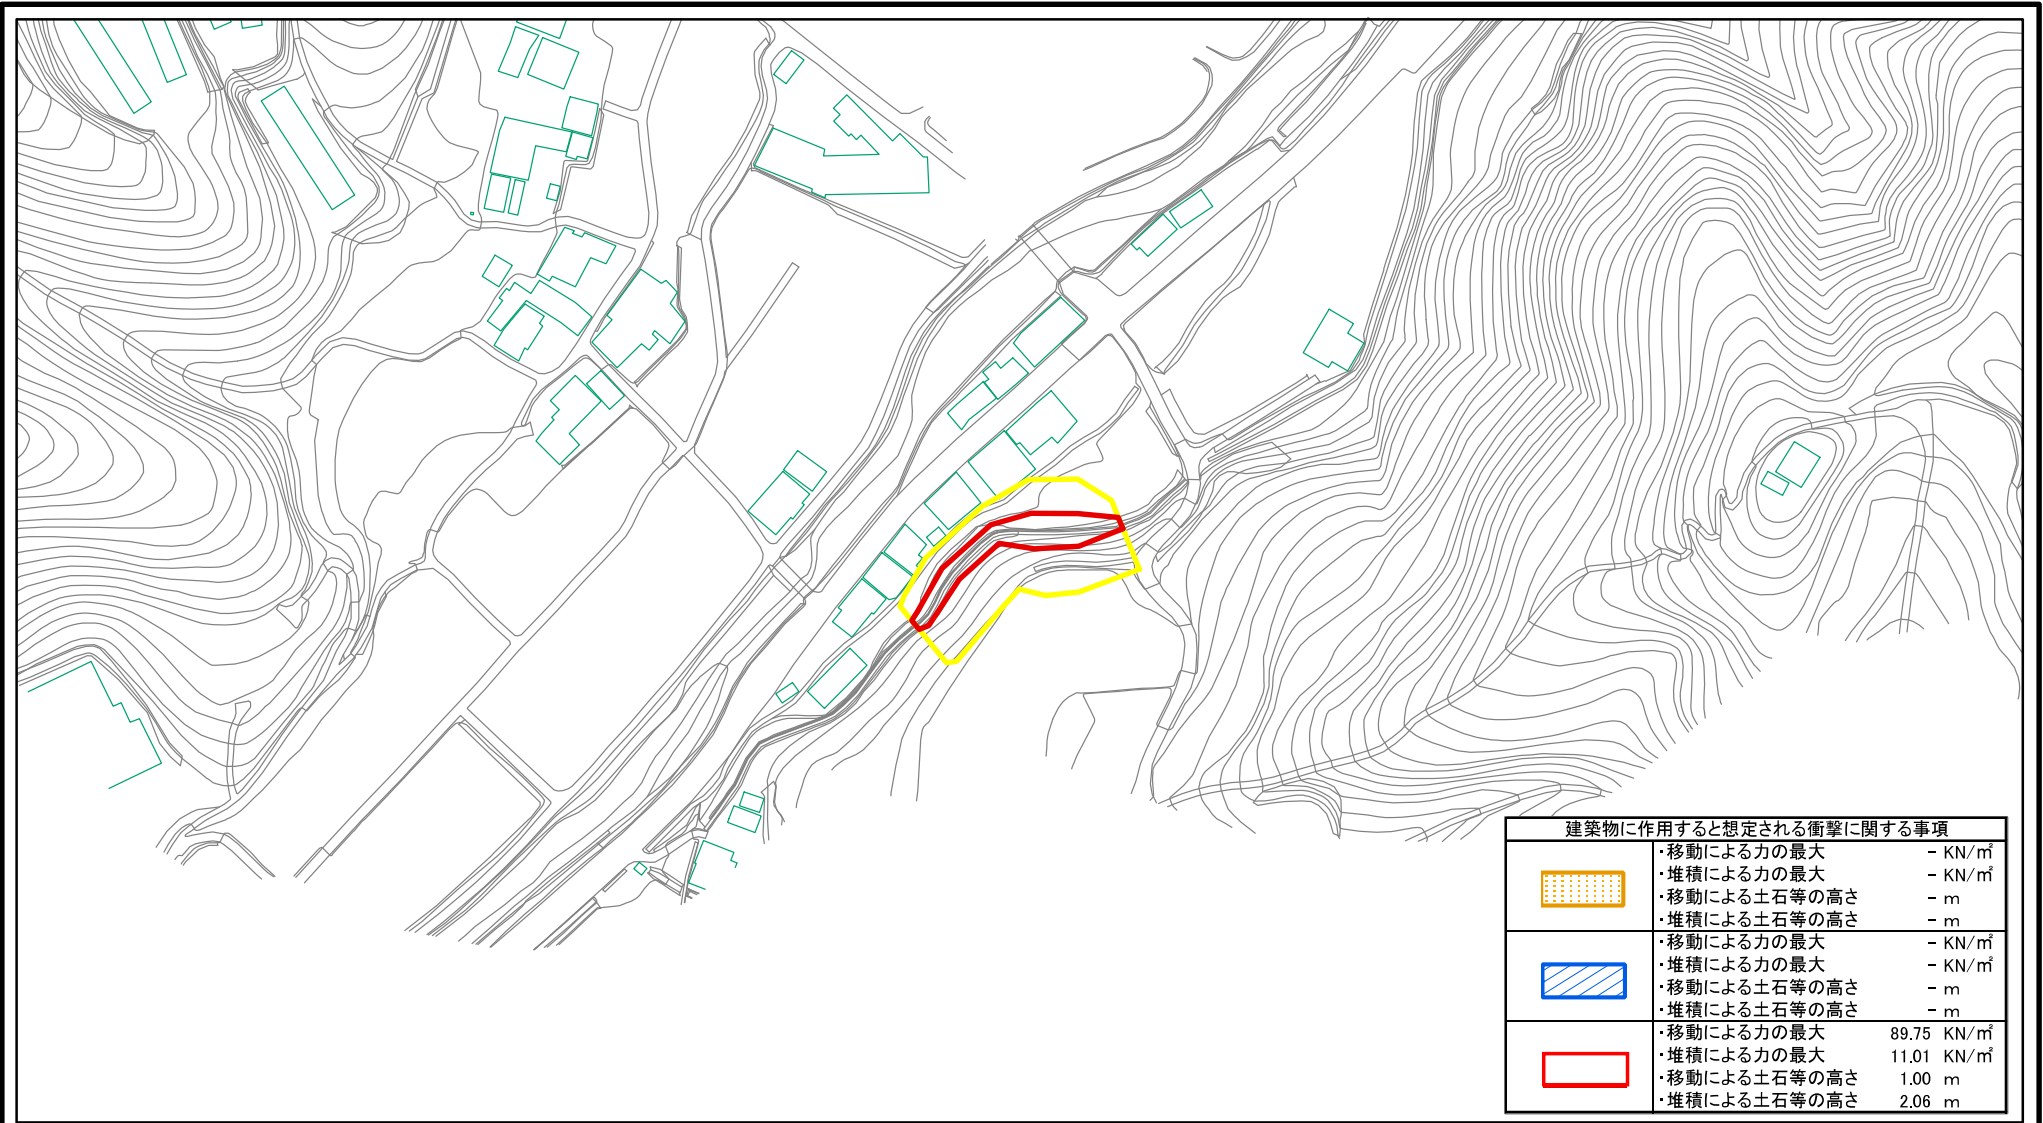 建築物に作用すると想定される衝撃に関する事項
・移動による力の最大 - KN/㎡
・堆積による力の最大 - KN/㎡
・移動による土石等の高さ - m
・堆積による土石等の高さ - m
・移動による力の最大 - KN/㎡
・堆積による力の最大 - KN/㎡
・移動による土石等の高さ - m
・堆積による土石等の高さ - m
・移動による力の最大 89.75 KN/㎡
・堆積による力の最大 11.01 KN/㎡
・移動による土石等の高さ 1.00 m
・堆積による土石等の高さ 2.06 m